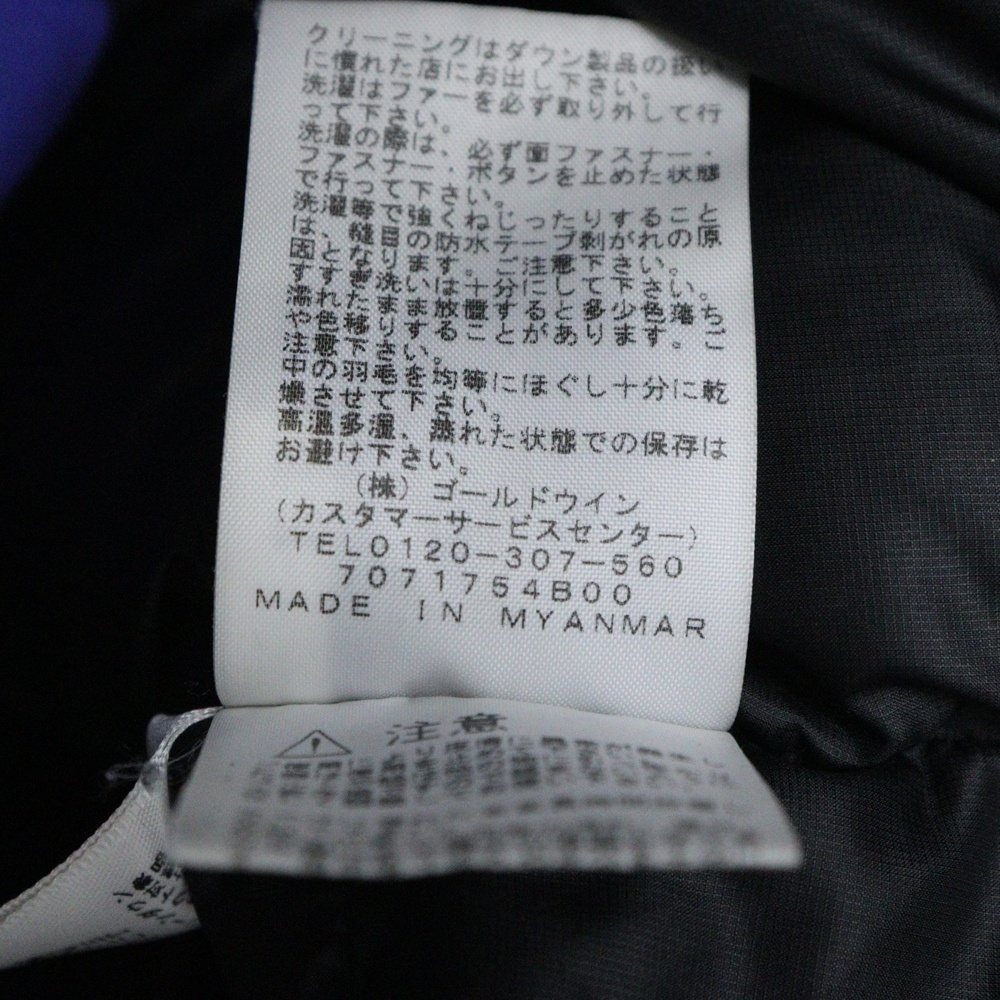 クリーニングはダウン製品の扱い
に慣れた店にお出し下さい。
洗濯はファーを必ず取り外して行
って下さい。
洗濯の際は、必ず面ファスナー・
ファスナー・ボタンを止めた状態
で行って下さい。
洗濯等で強くねじったりすること
は、縫目の防水テープ剥がれの原
因となります。ご注意下さい。
すすぎ洗いは十分にして下さい。
濡れたまま放置すると多少色落ち
や色移りすることがあります。ご
注意下さい。
中の羽毛を均等にほぐし十分に乾
燥させて下さい。
高温多湿、蒸れた状態での保存は
お避け下さい。
(株)ゴールドウイン
(カスタマーサービスセンター)
TEL0120-307-560
7071754B00
MADE IN MYANMAR
注意